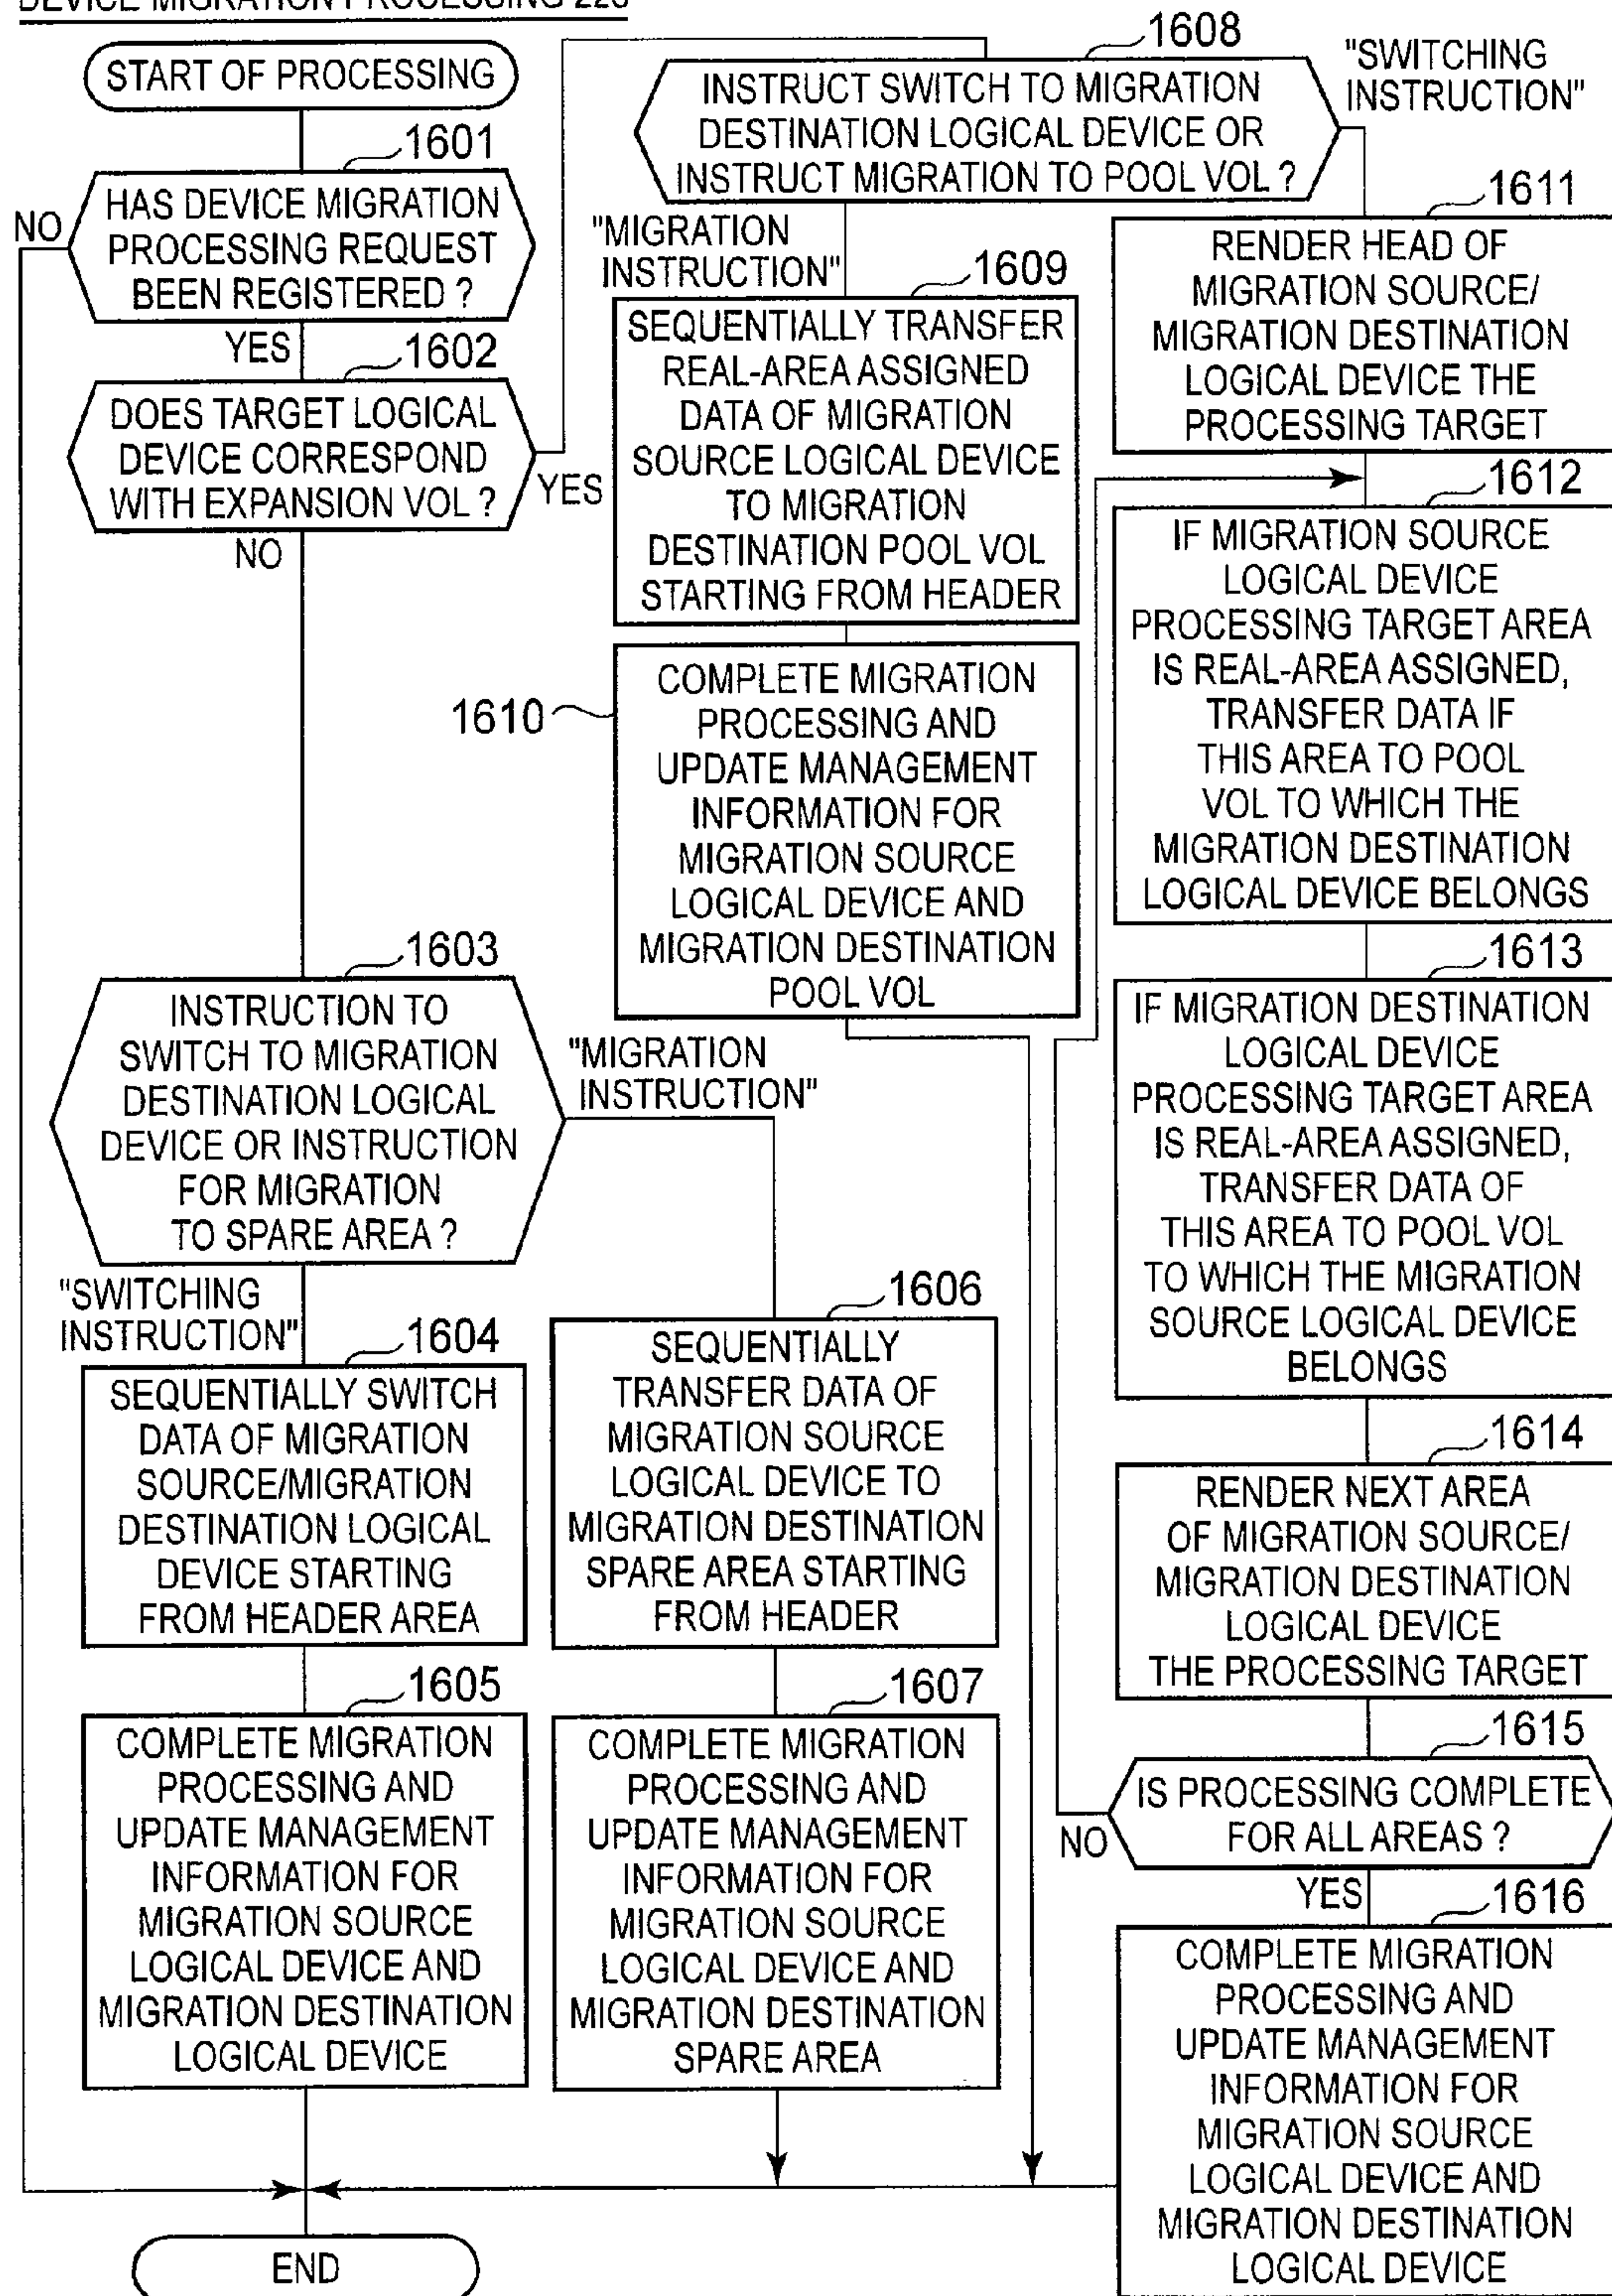 DEVICE MIGRATION PROCESSING
START OF PROCESSING
1601
HAS DEVICE MIGRATION
PROCESSING REQUEST
BEEN REGISTERED ?
NO
YES
1602
DOES TARGET LOGICAL
DEVICE CORRESPOND
WITH EXPANSION VOL ?
YES
NO
1603
INSTRUCTION TO
SWITCH TO MIGRATION
DESTINATION LOGICAL
DEVICE OR INSTRUCTION
FOR MIGRATION
TO SPARE AREA ?
"MIGRATION
INSTRUCTION"
"SWITCHING
INSTRUCTION"
1604
SEQUENTIALLY SWITCH
DATA OF MIGRATION
SOURCE/MIGRATION
DESTINATION LOGICAL
DEVICE STARTING
FROM HEADER AREA
1605
COMPLETE MIGRATION
PROCESSING AND
UPDATE MANAGEMENT
INFORMATION FOR
MIGRATION SOURCE
LOGICAL DEVICE AND
MIGRATION DESTINATION
LOGICAL DEVICE
1606
SEQUENTIALLY
TRANSFER DATA OF
MIGRATION SOURCE
LOGICAL DEVICE TO
MIGRATION DESTINATION
SPARE AREA STARTING
FROM HEADER
1607
COMPLETE MIGRATION
PROCESSING AND
UPDATE MANAGEMENT
INFORMATION FOR
MIGRATION SOURCE
LOGICAL DEVICE AND
MIGRATION DESTINATION
SPARE AREA
1608
INSTRUCT SWITCH TO MIGRATION
DESTINATION LOGICAL DEVICE OR
INSTRUCT MIGRATION TO POOL VOL ?
"SWITCHING
INSTRUCTION"
"MIGRATION
INSTRUCTION"
1609
SEQUENTIALLY TRANSFER
REAL-AREA ASSIGNED
DATA OF MIGRATION
SOURCE LOGICAL DEVICE
TO MIGRATION
DESTINATION POOL VOL
STARTING FROM HEADER
1610
COMPLETE MIGRATION
PROCESSING AND
UPDATE MANAGEMENT
INFORMATION FOR
MIGRATION SOURCE
LOGICAL DEVICE AND
MIGRATION DESTINATION
POOL VOL
1611
RENDER HEAD OF
MIGRATION SOURCE/
MIGRATION DESTINATION
LOGICAL DEVICE THE
PROCESSING TARGET
1612
IF MIGRATION SOURCE
LOGICAL DEVICE
PROCESSING TARGET AREA
IS REAL-AREA ASSIGNED,
TRANSFER DATA IF
THIS AREA TO POOL
VOL TO WHICH THE
MIGRATION DESTINATION
LOGICAL DEVICE BELONGS
1613
IF MIGRATION DESTINATION
LOGICAL DEVICE
PROCESSING TARGET AREA
IS REAL-AREA ASSIGNED,
TRANSFER DATA OF
THIS AREA TO POOL VOL
TO WHICH THE MIGRATION
SOURCE LOGICAL DEVICE
BELONGS
1614
RENDER NEXT AREA
OF MIGRATION SOURCE/
MIGRATION DESTINATION
LOGICAL DEVICE
THE PROCESSING TARGET
1615
IS PROCESSING COMPLETE
FOR ALL AREAS ?
NO
YES
1616
COMPLETE MIGRATION
PROCESSING AND
UPDATE MANAGEMENT
INFORMATION FOR
MIGRATION SOURCE
LOGICAL DEVICE AND
MIGRATION DESTINATION
LOGICAL DEVICE
END